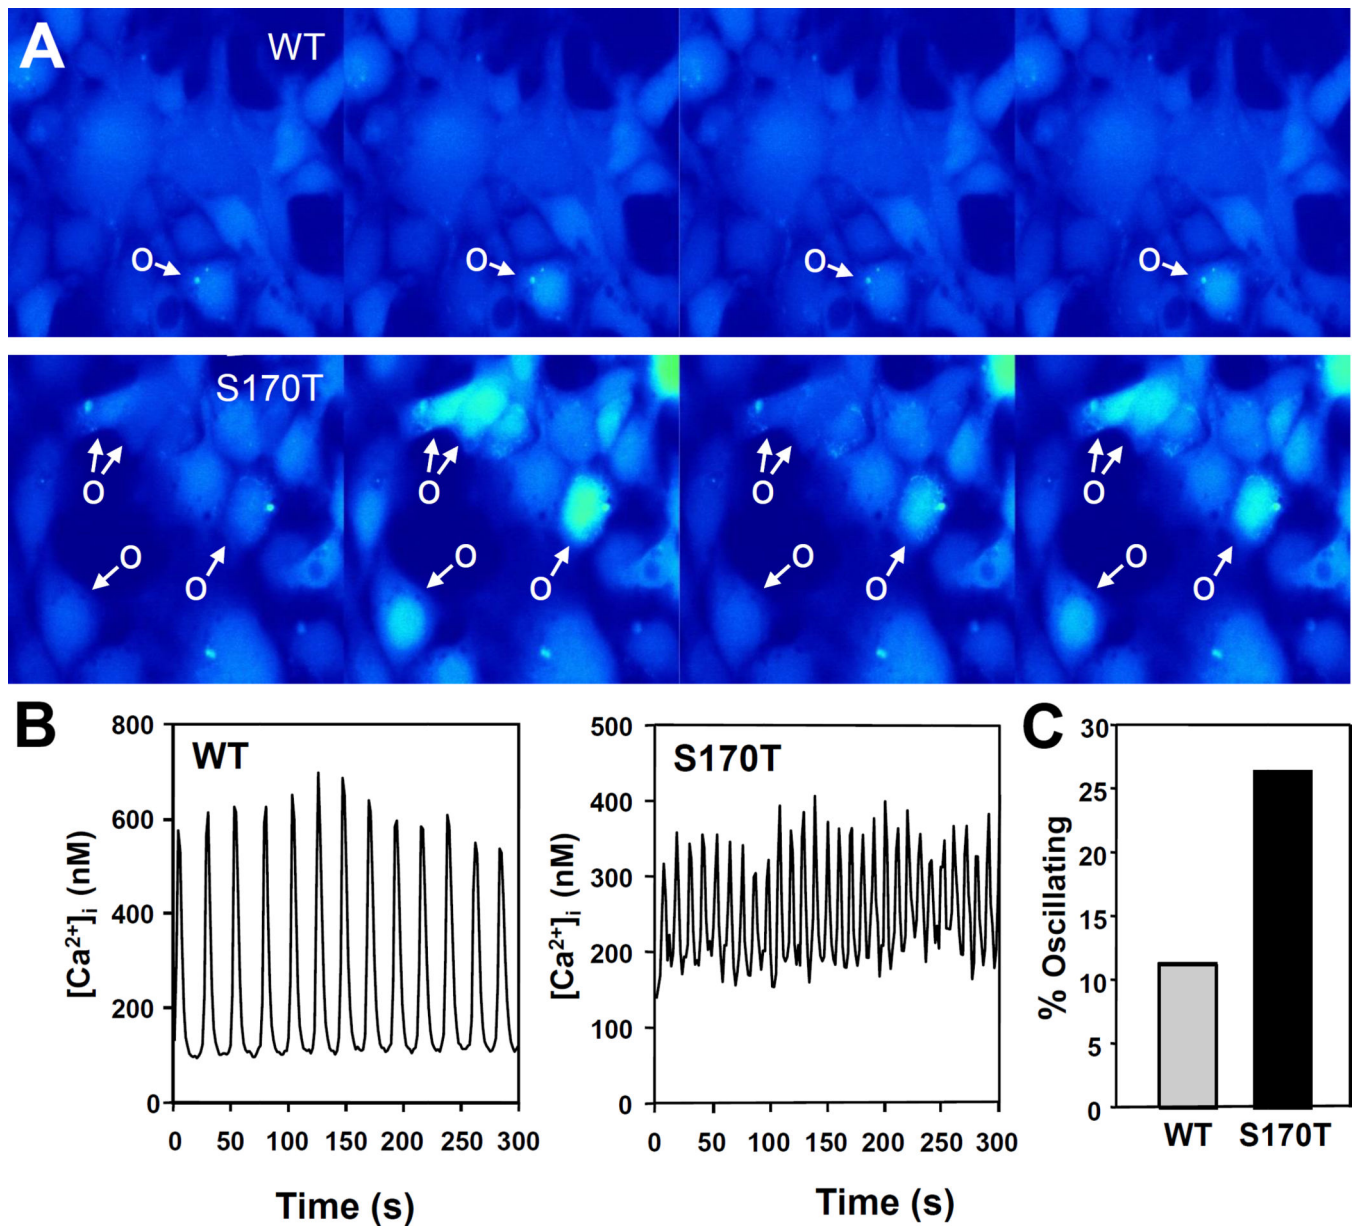 A
WT
O
O
O
O
S170T
O
O
O
O
O
O
O
O
O
O
O
O
B
WT
[Ca²⁺]ᵢ (nM)
800
600
400
200
0
0 50 100 150 200 250 300
Time (s)
S170T
[Ca²⁺]ᵢ (nM)
500
400
300
200
100
0
0 50 100 150 200 250 300
Time (s)
C
% Oscillating
30
25
20
15
10
5
0
WT S170T